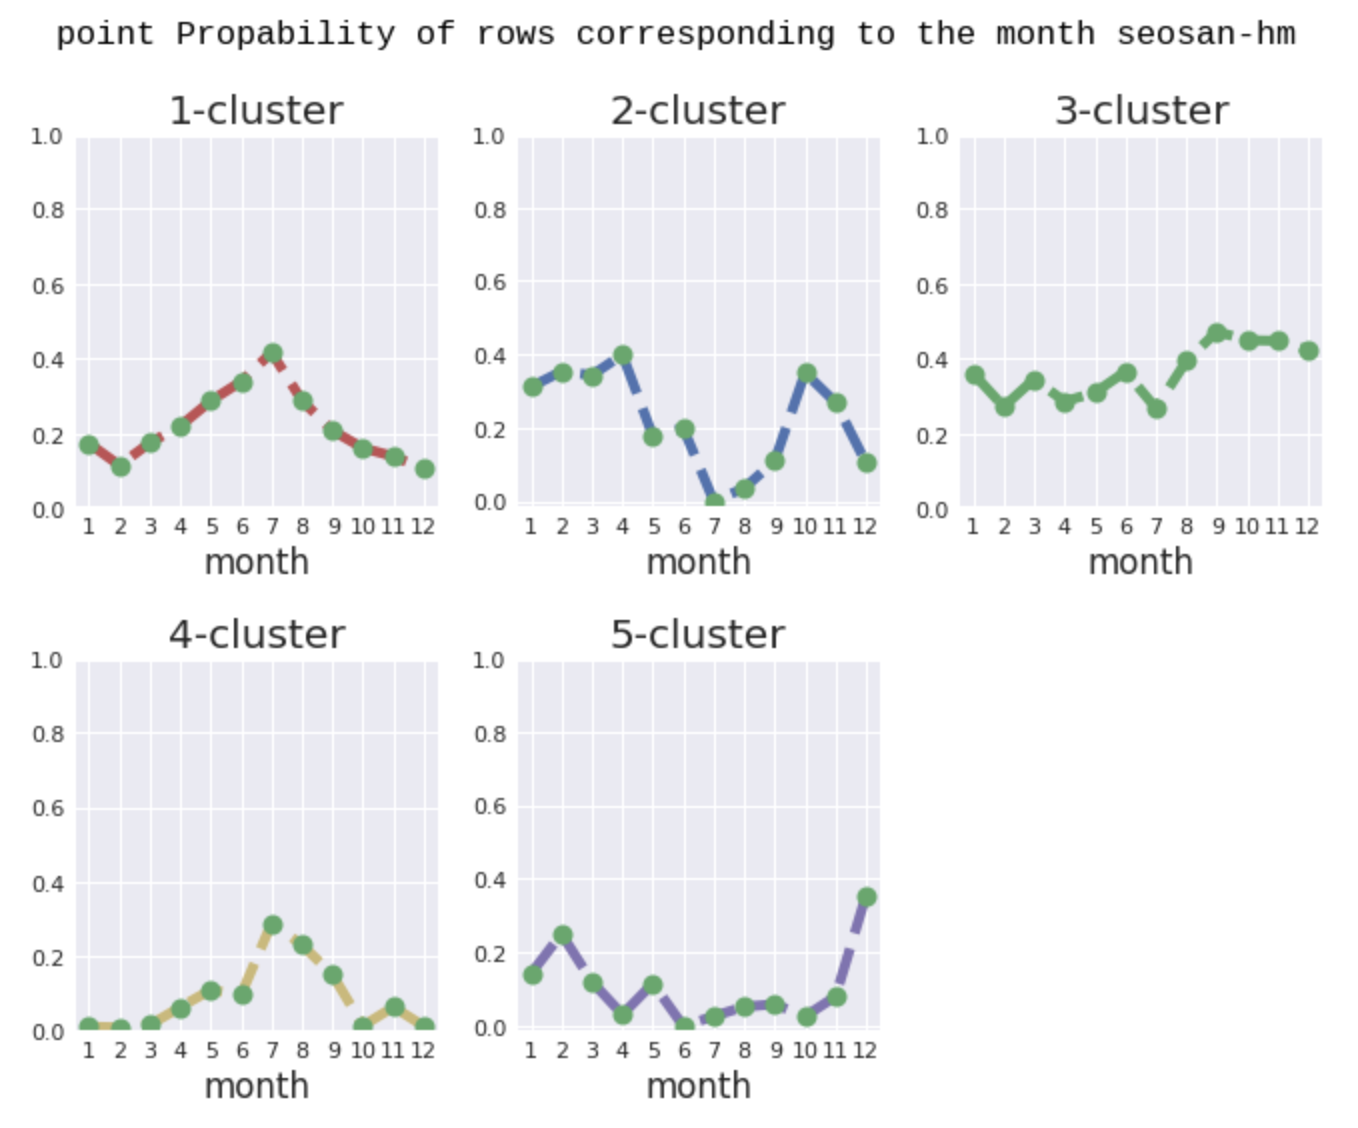 point Propability of rows corresponding to the month seosan-hm
1-cluster
1.0
0.8
0.6
0.4
0.2
0.0
1 2 3 4 5 6 7 8 9 10 11 12
month
2-cluster
1.0
0.8
0.6
0.4
0.2
0.0
1 2 3 4 5 6 7 8 9 10 11 12
month
3-cluster
1.0
0.8
0.6
0.4
0.2
0.0
1 2 3 4 5 6 7 8 9 10 11 12
month
4-cluster
1.0
0.8
0.6
0.4
0.2
0.0
1 2 3 4 5 6 7 8 9 10 11 12
month
5-cluster
1.0
0.8
0.6
0.4
0.2
0.0
1 2 3 4 5 6 7 8 9 10 11 12
month